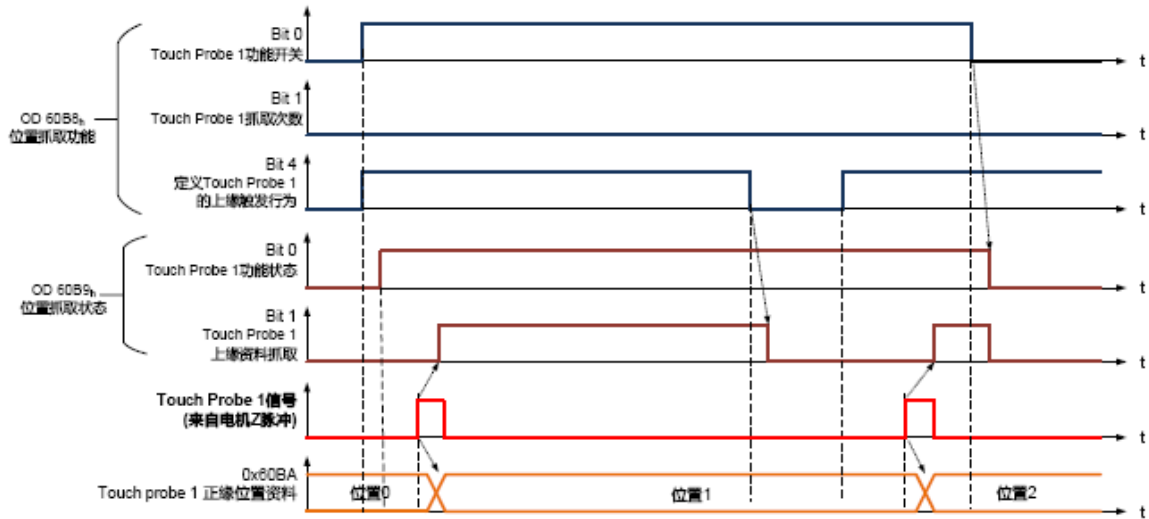 Bit 0
Touch Probe 1功能开关
t
Bit 1
Touch Probe 1抓取次数
t
OD 60B8h
位置抓取功能
Bit 4
定义Touch Probe 1
的上缘触发行为
t
Bit 0
Touch Probe 1功能状态
t
OD 60B9h
位置抓取状态
Bit 1
Touch Probe 1
上缘资料抓取
t
Touch Probe 1信号
(来自电机Z脉冲)
t
0x60BA
Touch probe 1 正缘位置资料
位置0
位置1
位置2
t